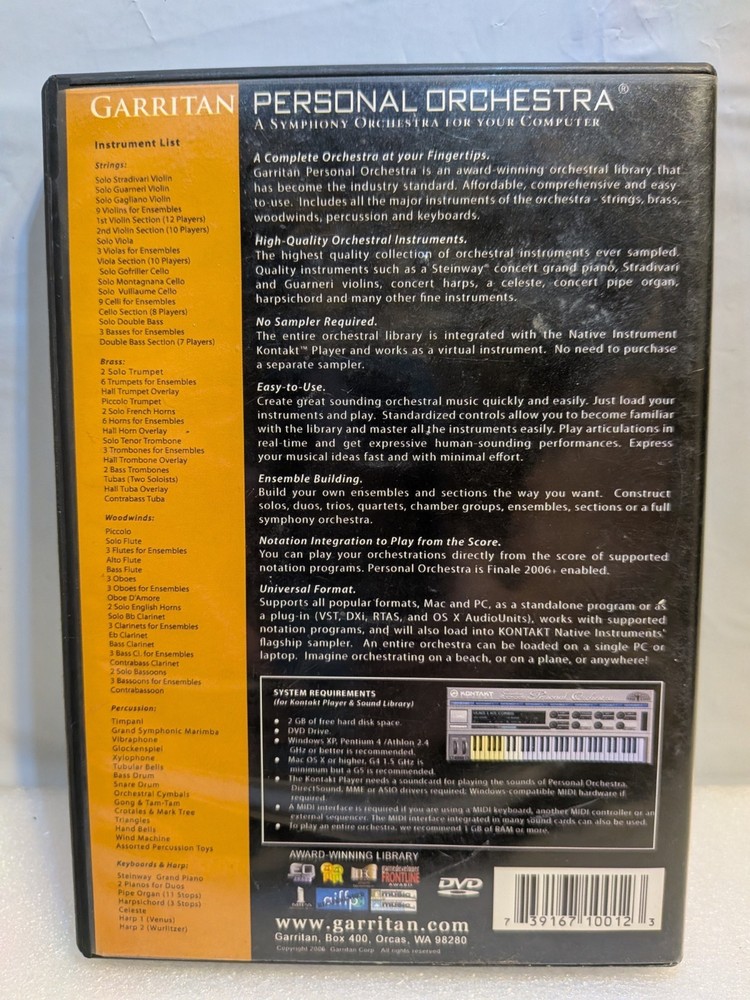 GARRITAN PERSONAL ORCHESTRA®
A SYMPHONY ORCHESTRA FOR YOUR COMPUTER
Instrument List
Strings:
Solo Stradivari Violin
Solo Guarneri Violin
Solo Gagliano Violin
9 Violins for Ensembles
1st Violin Section (12 Players)
2nd Violin Section (10 Players)
Solo Viola
3 Violas for Ensembles
Viola Section (10 Players)
Solo Gofriller Cello
Solo Montagnana Cello
Solo Vuillaume Cello
9 Celli for Ensembles
Cello Section (8 Players)
Solo Double Bass
3 Basses for Ensembles
Double Bass Section (7 Players)
Brass:
2 Solo Trumpet
6 Trumpets for Ensembles
Hall Trumpet Overlay
Piccolo Trumpet
2 Solo French Horns
6 Horns for Ensembles
Hall Horn Overlay
Solo Tenor Trombone
3 Trombones for Ensembles
Hall Trombone Overlay
2 Bass Trombones
Tubas (Two Soloists)
Hall Tuba Overlay
Contrabass Tuba
Woodwinds:
Piccolo
Solo Flute
3 Flutes for Ensembles
Alto Flute
Bass Flute
3 Oboes
3 Oboes for Ensembles
Oboe D'Amore
2 Solo English Horns
Solo Bb Clarinet
3 Clarinets for Ensembles
Eb Clarinet
Bass Clarinet
3 Bass Cl. for Ensembles
Contrabass Clarinet
2 Solo Bassoons
3 Bassoons for Ensembles
Contrabassoon
Percussion:
Timpani
Grand Symphonic Marimba
Vibraphone
Glockenspiel
Xylophone
Tubular Bells
Bass Drum
Snare Drum
Orchestral Cymbals
Gong & Tam-Tam
Crotales & Mark Tree
Triangles
Hand Bells
Wind Machine
Assorted Percussion Toys
Keyboards & Harp:
Steinway Grand Piano
2 Pianos for Duos
Pipe Organ (11 Stops)
Harpsichord (3 Stops)
Celeste
Harp 1 (Venus)
Harp 2 (Wurlitzer)
A Complete Orchestra at your Fingertips.
Garritan Personal Orchestra is an award-winning orchestral library that
has become the industry standard. Affordable, comprehensive and easy-
to-use. Includes all the major instruments of the orchestra - strings, brass,
woodwinds, percussion and keyboards.
High-Quality Orchestral Instruments.
The highest quality collection of orchestral instruments ever sampled.
Quality instruments such as a Steinway® concert grand piano, Stradivari
and Guarneri violins, concert harps, a celeste, concert pipe organ,
harpsichord and many other fine instruments.
No Sampler Required.
The entire orchestral library is integrated with the Native Instrument
Kontakt™ Player and works as a virtual instrument. No need to purchase
a separate sampler.
Easy-to-Use.
Create great sounding orchestral music quickly and easily. Just load your
instruments and play. Standardized controls allow you to become familiar
with the library and master all the instruments easily. Play articulations in
real-time and get expressive human-sounding performances. Express
your musical ideas fast and with minimal effort.
Ensemble Building.
Build your own ensembles and sections the way you want. Construct
solos, duos, trios, quartets, chamber groups, ensembles, sections or a full
symphony orchestra.
Notation Integration to Play from the Score.
You can play your orchestrations directly from the score of supported
notation programs. Personal Orchestra is Finale 2006+ enabled.
Universal Format.
Supports all popular formats, Mac and PC, as a standalone program or as
a plug-in (VST, DXi, RTAS, and OS X AudioUnits), works with supported
notation programs, and will also load into KONTAKT Native Instruments'
flagship sampler. An entire orchestra can be loaded on a single PC or
laptop. Imagine orchestrating on a beach, or on a plane, or anywhere!
SYSTEM REQUIREMENTS
(for Kontakt Player & Sound Library)
• 2 GB of free hard disk space.
• DVD Drive.
• Windows XP, Pentium 4 /Athlon 2.4
GHz or better is recommended.
• Mac OS X or higher, G4 1.5 GHz is
minimum but a G5 is recommended.
• The Kontakt Player needs a soundcard for playing the sounds of Personal Orchestra.
DirectSound, MME or ASIO drivers required, Windows-compatible MIDI hardware if
required.
• A MIDI interface is required if you are using a MIDI keyboard, another MIDI controller or an
external sequencer. The MIDI interface integrated in many sound cards can also be used.
• To play an entire orchestra, we recommend 1 GB of RAM or more.
KONTAKT
AWARD-WINNING LIBRARY
EQ
FRONTLINE
AWARD
DVD
7 39167 10012 3
www.garritan.com
Garritan, Box 400, Orcas, WA 98280
Copyright 2006 Garritan Corp. All rights reserved